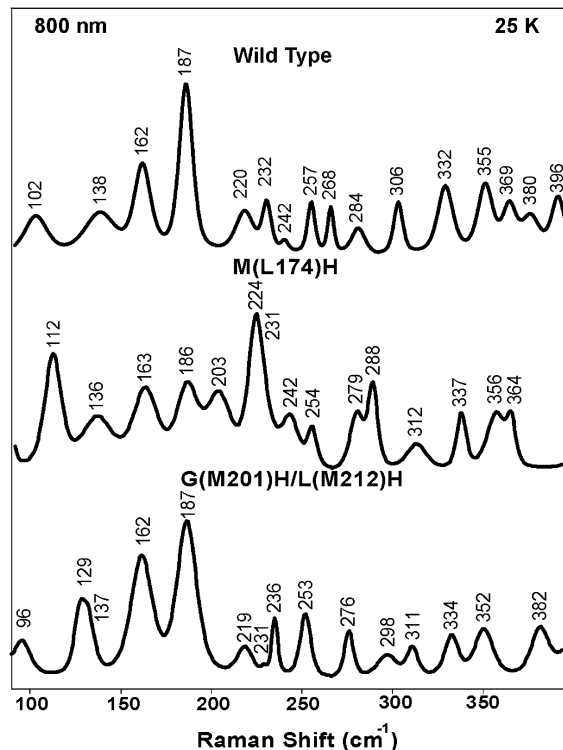 800 nm 25 K
Wild Type
102 138 162 187 220 232 242 257 268 284 306 332 355 369 380 396
M(L174)H
112 136 163 186 203 224 231 242 254 279 288 312 337 356 364
G(M201)H/L(M212)H
96 129 137 162 187 219 231 236 253 276 298 311 334 352 382
100 150 200 250 300 350
Raman Shift (cm⁻¹)